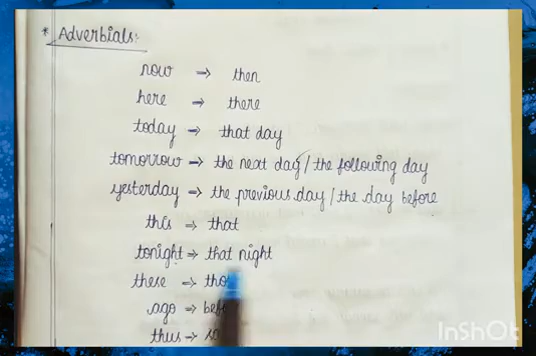 * Adverbials:
now → then
here → there
today → that day
tomorrow → the next day / the following day
yesterday → the previous day / the day before
this → that
tonight → that night
these →
ago →
thus →
InShOt